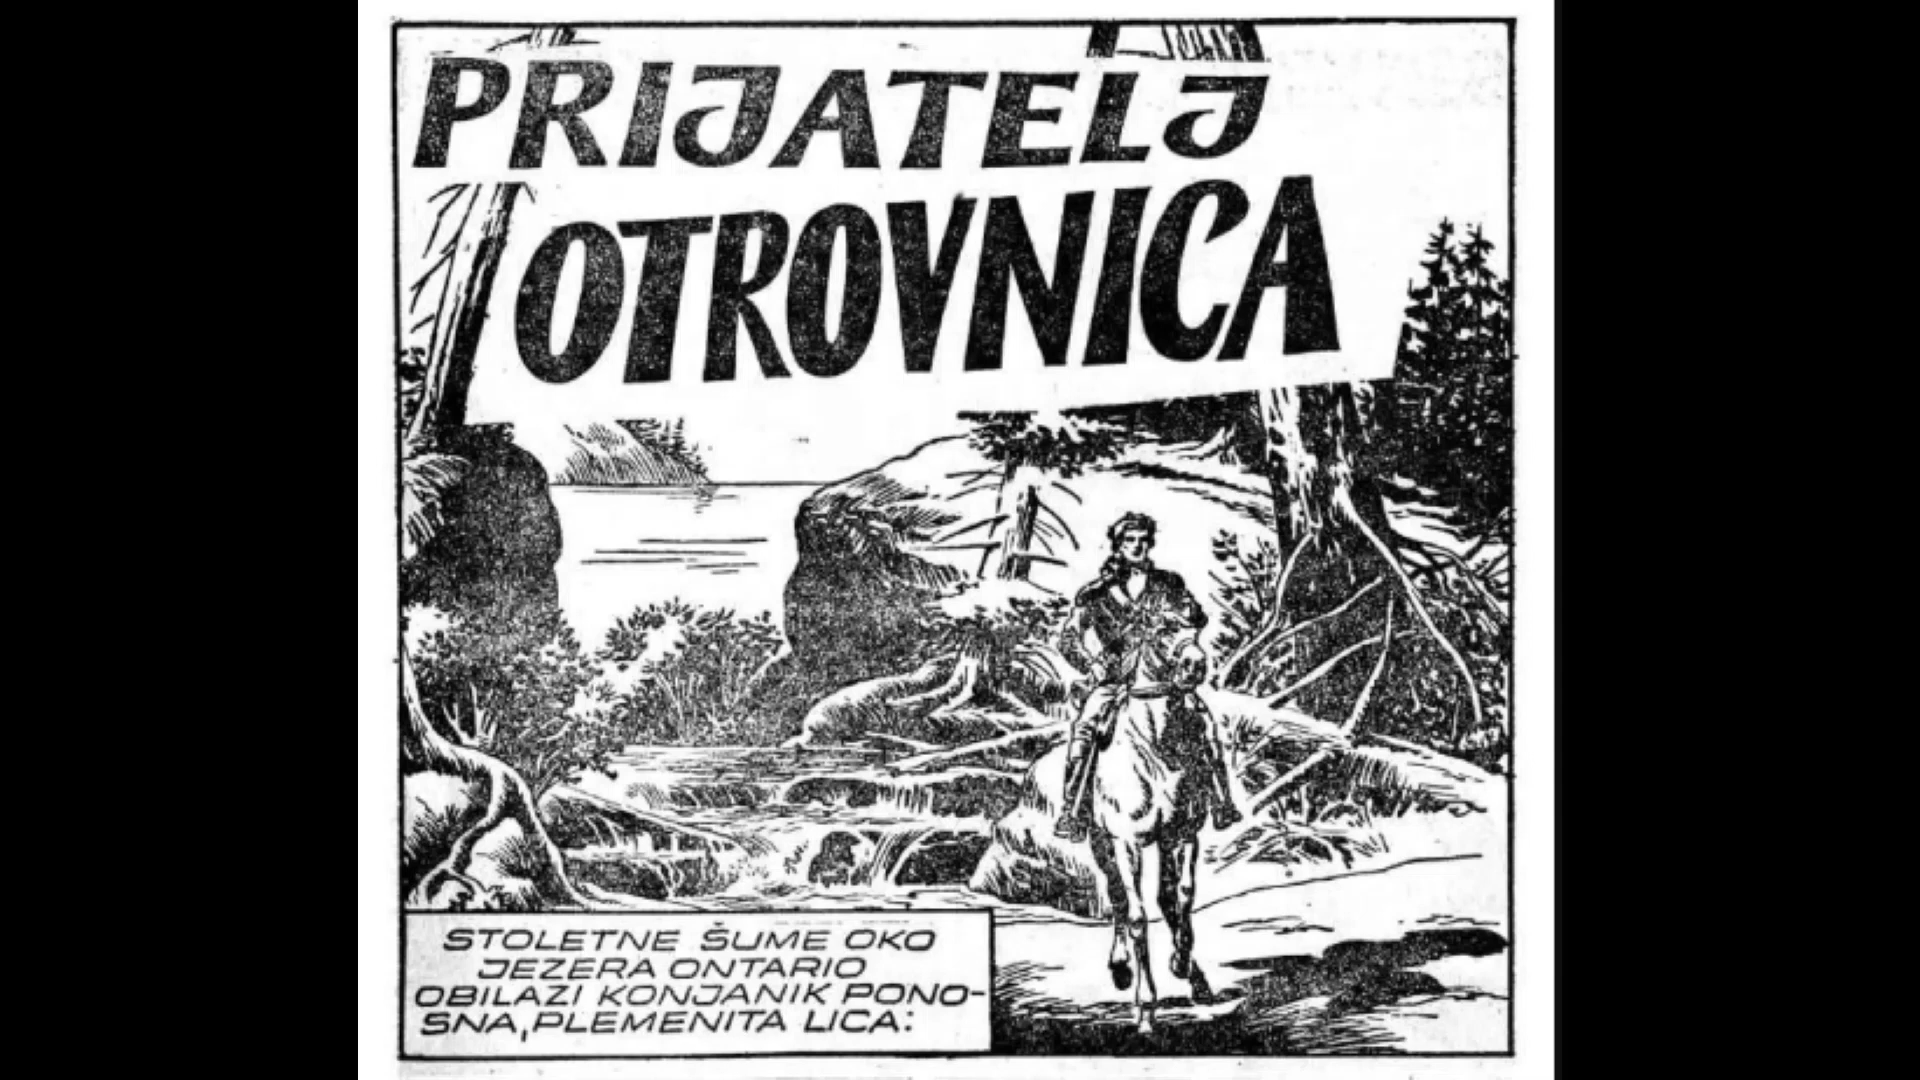 PRIJATELJ
OTROVNICA
STOLETNE ŠUME OKO
JEZERA ONTARIO
OBILAZI KONJANIK PONO-
SNA, PLEMENITA LICA: